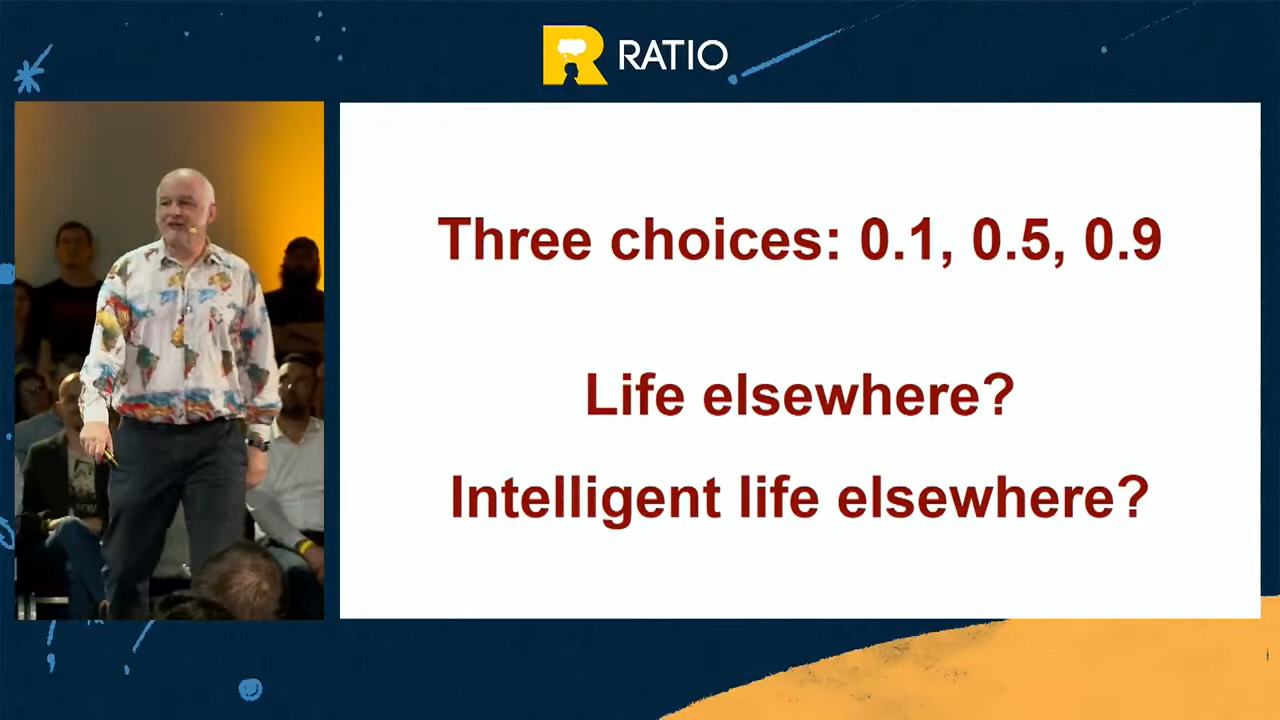 RATIO
Three choices: 0.1, 0.5, 0.9
Life elsewhere?
Intelligent life elsewhere?